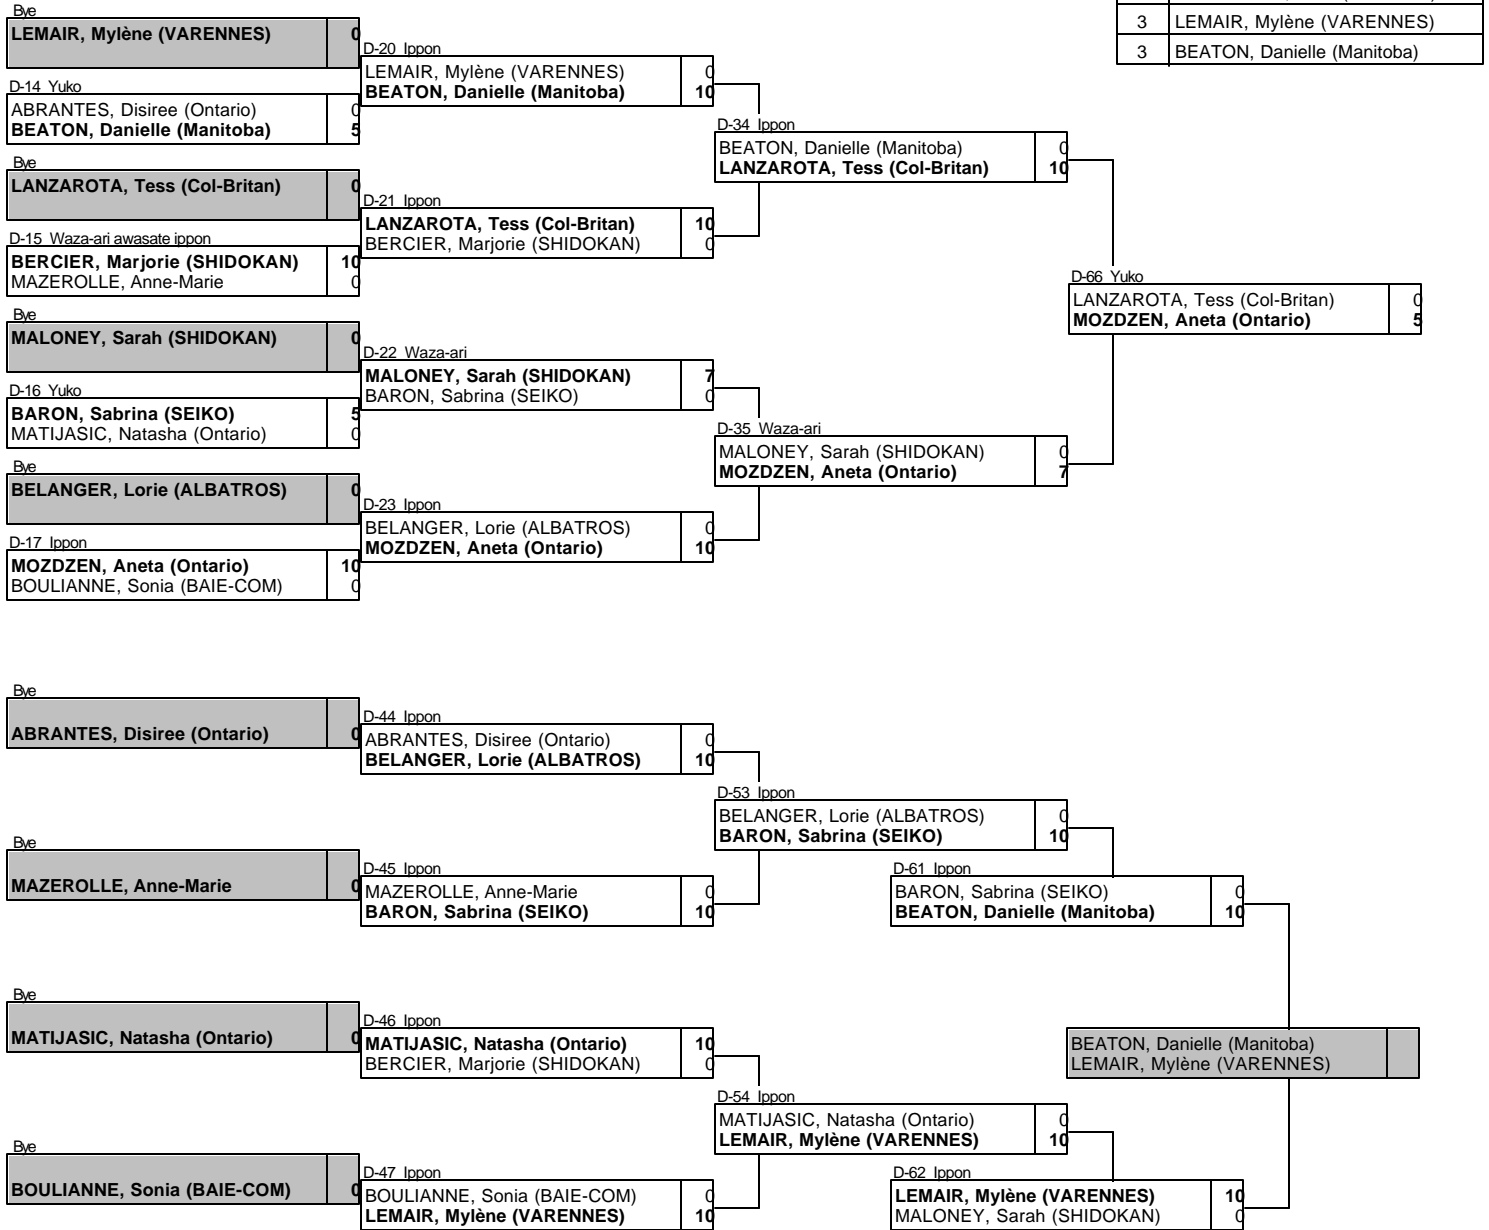 3 LEMAIR, Mylène (VARENNES)
3 BEATON, Danielle (Manitoba)
Bye
LEMAIR, Mylène (VARENNES) 0
D-20 Ippon
LEMAIR, Mylène (VARENNES) 0
BEATON, Danielle (Manitoba) 10
D-14 Yuko
ABRANTES, Disiree (Ontario) 0
BEATON, Danielle (Manitoba) 5
D-34 Ippon
BEATON, Danielle (Manitoba) 0
LANZAROTA, Tess (Col-Britan) 10
Bye
LANZAROTA, Tess (Col-Britan) 0
D-21 Ippon
LANZAROTA, Tess (Col-Britan) 10
BERCIER, Marjorie (SHIDOKAN) 0
D-15 Waza-ari awasate ippon
BERCIER, Marjorie (SHIDOKAN) 10
MAZEROLLE, Anne-Marie 0
D-66 Yuko
LANZAROTA, Tess (Col-Britan) 0
MOZDZEN, Aneta (Ontario) 5
Bye
MALONEY, Sarah (SHIDOKAN) 0
D-22 Waza-ari
MALONEY, Sarah (SHIDOKAN) 7
BARON, Sabrina (SEIKO) 0
D-16 Yuko
BARON, Sabrina (SEIKO) 5
MATIJASIC, Natasha (Ontario) 0
D-35 Waza-ari
MALONEY, Sarah (SHIDOKAN) 0
MOZDZEN, Aneta (Ontario) 7
Bye
BELANGER, Lorie (ALBATROS) 0
D-23 Ippon
BELANGER, Lorie (ALBATROS) 0
MOZDZEN, Aneta (Ontario) 10
D-17 Ippon
MOZDZEN, Aneta (Ontario) 10
BOULIANNE, Sonia (BAIE-COM) 0
Bye
ABRANTES, Disiree (Ontario) 0
D-44 Ippon
ABRANTES, Disiree (Ontario) 0
BELANGER, Lorie (ALBATROS) 10
D-53 Ippon
BELANGER, Lorie (ALBATROS) 0
BARON, Sabrina (SEIKO) 10
Bye
MAZEROLLE, Anne-Marie 0
D-45 Ippon
MAZEROLLE, Anne-Marie 0
BARON, Sabrina (SEIKO) 10
D-61 Ippon
BARON, Sabrina (SEIKO) 0
BEATON, Danielle (Manitoba) 10
Bye
MATIJASIC, Natasha (Ontario) 0
D-46 Ippon
MATIJASIC, Natasha (Ontario) 10
BERCIER, Marjorie (SHIDOKAN) 0
BEATON, Danielle (Manitoba)
LEMAIR, Mylène (VARENNES)
D-54 Ippon
MATIJASIC, Natasha (Ontario) 0
LEMAIR, Mylène (VARENNES) 10
Bye
BOULIANNE, Sonia (BAIE-COM) 0
D-47 Ippon
BOULIANNE, Sonia (BAIE-COM) 0
LEMAIR, Mylène (VARENNES) 10
D-62 Ippon
LEMAIR, Mylène (VARENNES) 10
MALONEY, Sarah (SHIDOKAN) 0